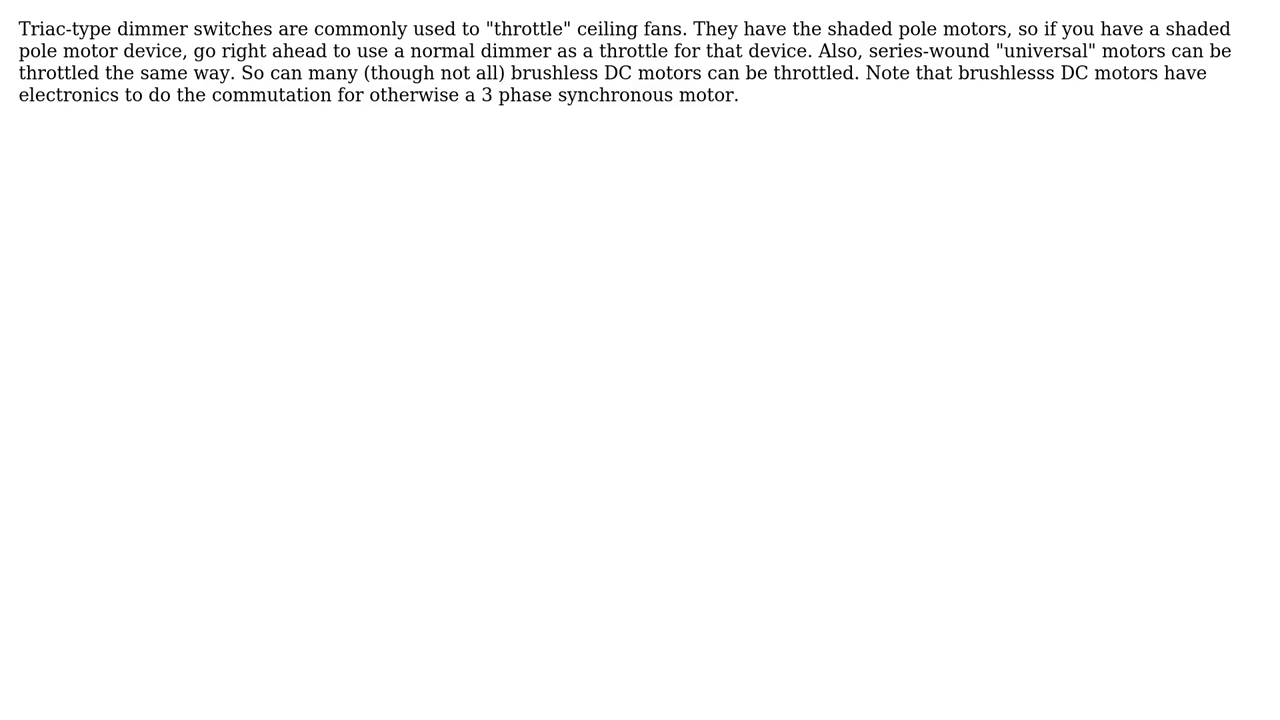 Triac-type dimmer switches are commonly used to "throttle" ceiling fans. They have the shaded pole motors, so if you have a shaded
pole motor device, go right ahead to use a normal dimmer as a throttle for that device. Also, series-wound "universal" motors can be
throttled the same way. So can many (though not all) brushless DC motors can be throttled. Note that brushlesss DC motors have
electronics to do the commutation for otherwise a 3 phase synchronous motor.